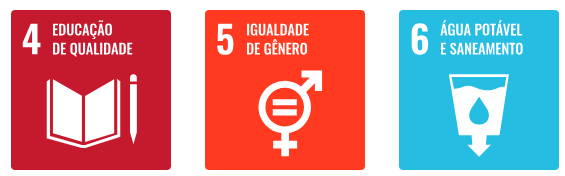 4 EDUCAÇÃO
DE QUALIDADE
5 IGUALDADE
DE GÊNERO
6 ÁGUA POTÁVEL
E SANEAMENTO